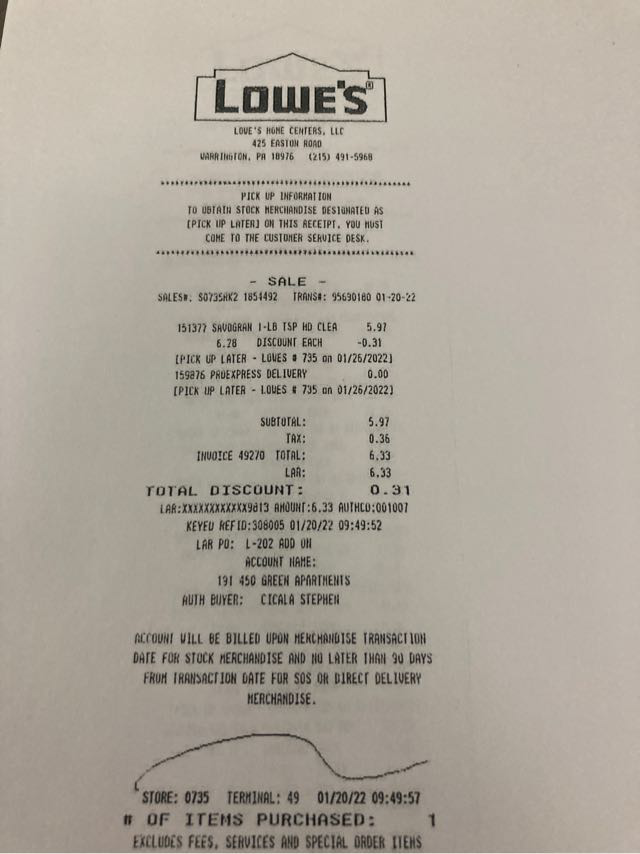 LOWE'S®
LOWE'S HOME CENTERS, LLC
425 EASTON ROAD
WARRINGTON, PA 18976 (215) 491-5968
PICK UP INFORMATION
TO OBTAIN STOCK MERCHANDISE DESIGNATED AS
[PICK UP LATER] ON THIS RECEIPT, YOU MUST
COME TO THE CUSTOMER SERVICE DESK.
- SALE -
SALES#: S0735HK2 1854492 TRANS#: 95690180 01-20-22
151377 SAVOGRAN 1-LB TSP HD CLEA 5.97
6.28 DISCOUNT EACH -0.31
[PICK UP LATER - LOWES # 735 on 01/26/2022]
159876 PROEXPRESS DELIVERY 0.00
[PICK UP LATER - LOWES # 735 on 01/26/2022]
SUBTOTAL: 5.97
TAX: 0.36
INVOICE 49270 TOTAL: 6.33
LAR: 6.33
TOTAL DISCOUNT: 0.31
LAR:XXXXXXXXXXXX9813 AMOUNT:6.33 AUTHCD:001007
KEYED REFID:308005 01/20/22 09:49:52
LAR PO: L-202 ADD ON
ACCOUNT NAME:
191 450 GREEN APARTMENTS
AUTH BUYER: CICALA STEPHEN
ACCOUNT WILL BE BILLED UPON MERCHANDISE TRANSACTION
DATE FOR STOCK MERCHANDISE AND NO LATER THAN 90 DAYS
FROM TRANSACTION DATE FOR SOS OR DIRECT DELIVERY
MERCHANDISE.
STORE: 0735 TERMINAL: 49 01/20/22 09:49:57
# OF ITEMS PURCHASED: 1
EXCLUDES FEES, SERVICES AND SPECIAL ORDER ITEMS